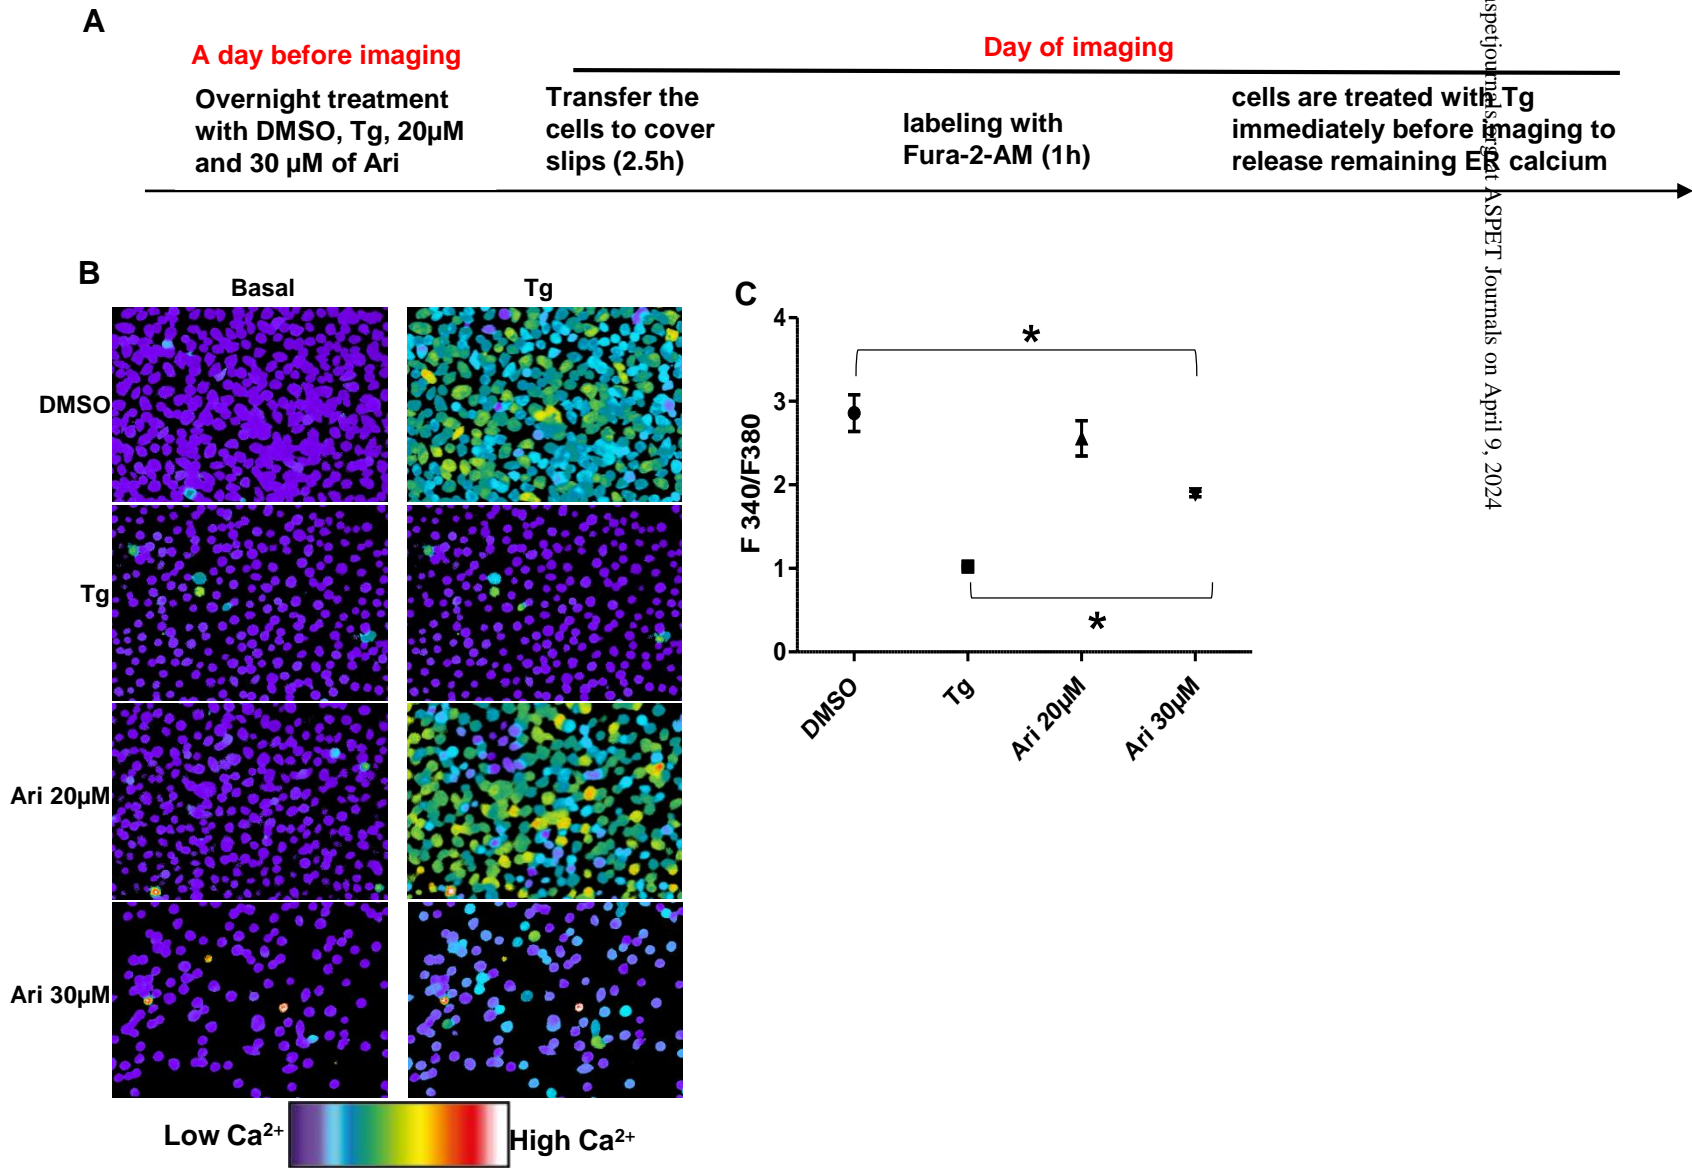 A
A day before imaging
Day of imaging
Overnight treatment
with DMSO, Tg, 20µM
and 30 µM of Ari
Transfer the
cells to cover
slips (2.5h)
labeling with
Fura-2-AM (1h)
cells are treated with Tg
immediately before imaging to
release remaining ER calcium
B
Basal
Tg
DMSO
Tg
Ari 20µM
Ari 30µM
Low Ca2+
High Ca2+
C
*
4
3
2
1
0
F 340/F380
*
DMSO
Tg
Ari 20µM
Ari 30µM
at ASPET Journals on April 9, 2024